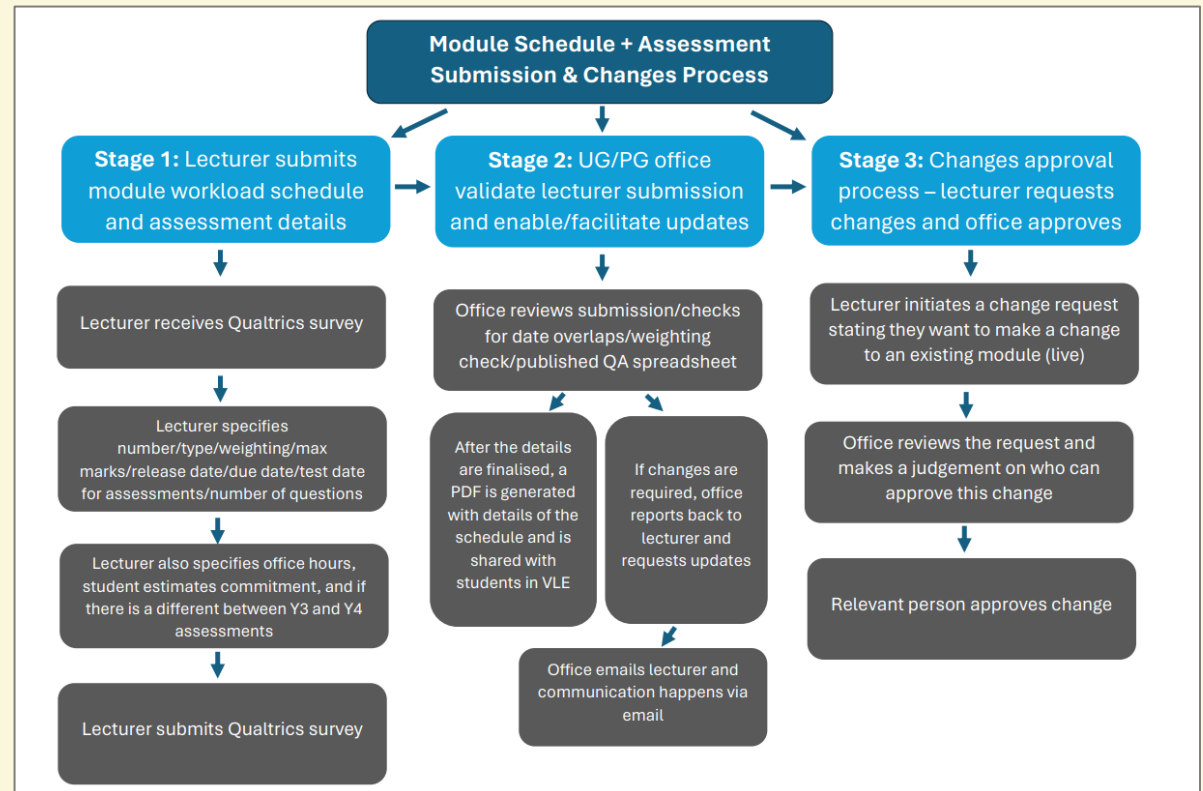 Module Schedule + Assessment
Submission & Changes Process
Stage 1: Lecturer submits
module workload schedule
and assessment details
Stage 2: UG/PG office
validate lecturer submission
and enable/facilitate updates
Stage 3: Changes approval
process – lecturer requests
changes and office approves
Lecturer receives Qualtrics survey
Lecturer specifies
number/type/weighting/max
marks/release date/due date/test date
for assessments/number of questions
Lecturer also specifies office hours,
student estimates commitment, and if
there is a different between Y3 and Y4
assessments
Lecturer submits Qualtrics survey
Office reviews submission/checks
for date overlaps/weighting
check/published QA spreadsheet
After the details
are finalised, a
PDF is generated
with details of the
schedule and is
shared with
students in VLE
If changes are
required, office
reports back to
lecturer and
requests updates
Office emails lecturer and
communication happens via
email
Lecturer initiates a change request
stating they want to make a change
to an existing module (live)
Office reviews the request and
makes a judgement on who can
approve this change
Relevant person approves change